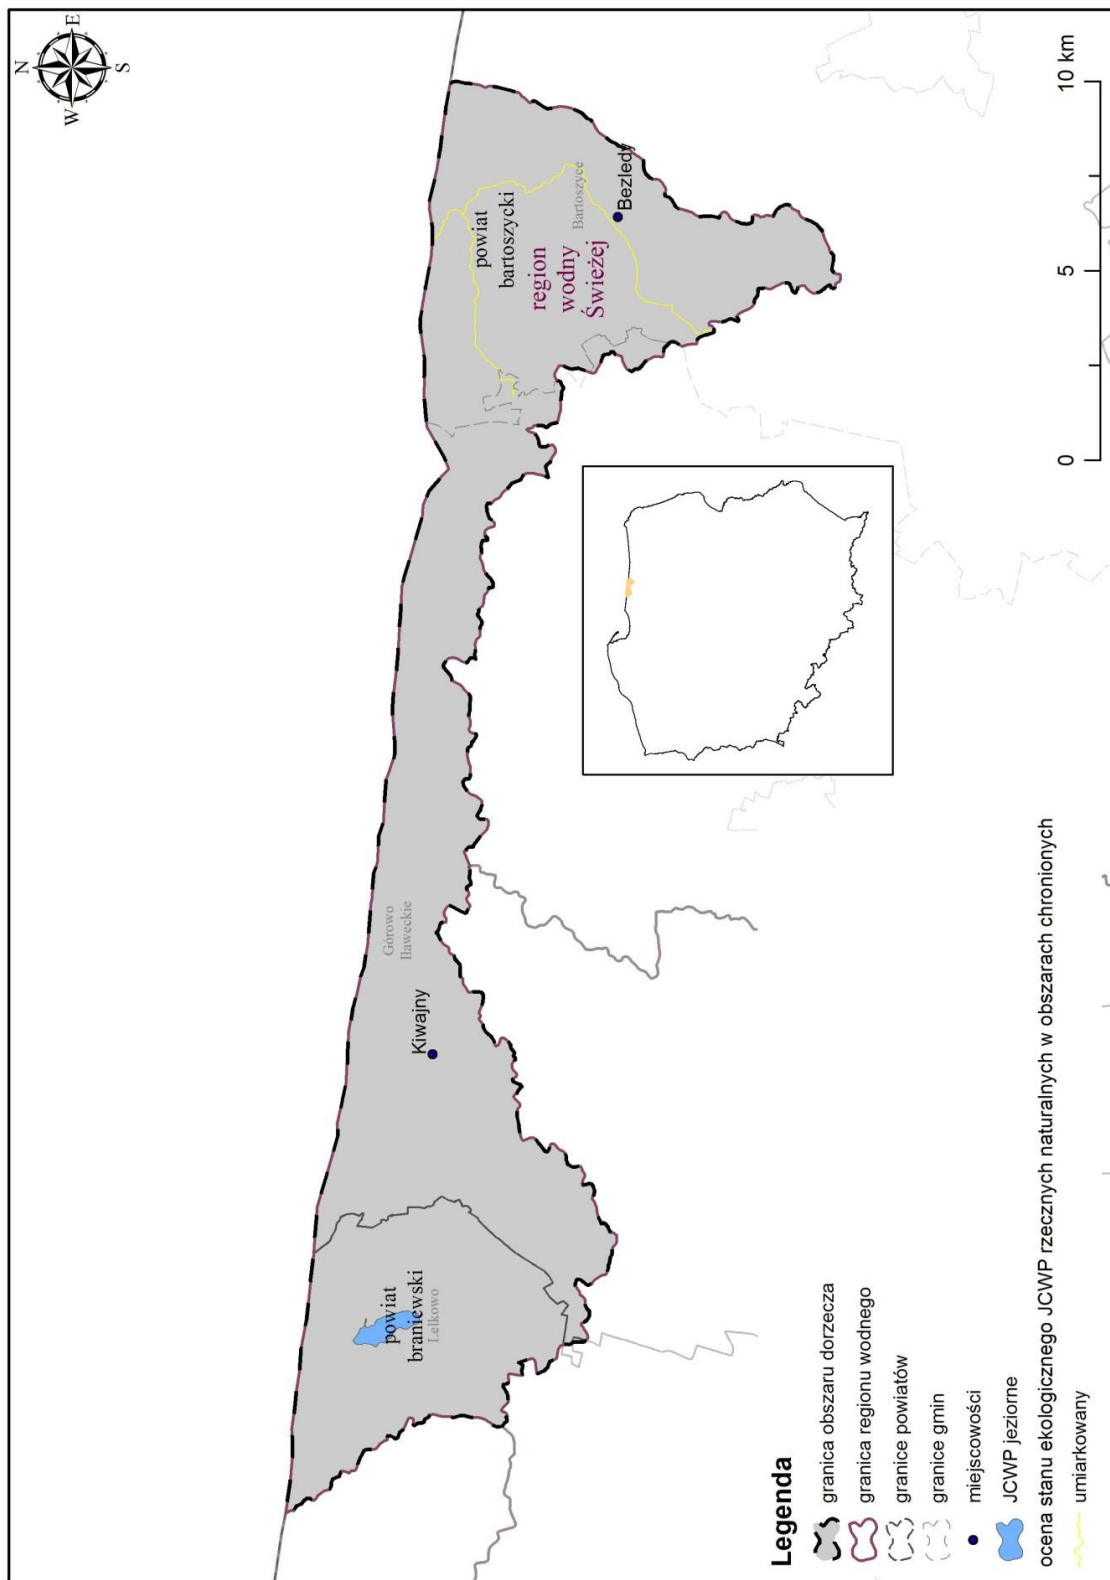 N
W
E
S
powiat
bartoszycki
region
wodny
Świeżej
Bartoszyce
Bezledy
Górowo
Iławeckie
Kiwajny
powiat
braniewski
Lelkowo
0
5
10 km
Legenda
granica obszaru dorzecza
granica regionu wodnego
granice powiatów
granice gmin
miejscowości
JCWP jeziorne
ocena stanu ekologicznego JCWP rzecznych naturalnych w obszarach chronionych
umiarkowany